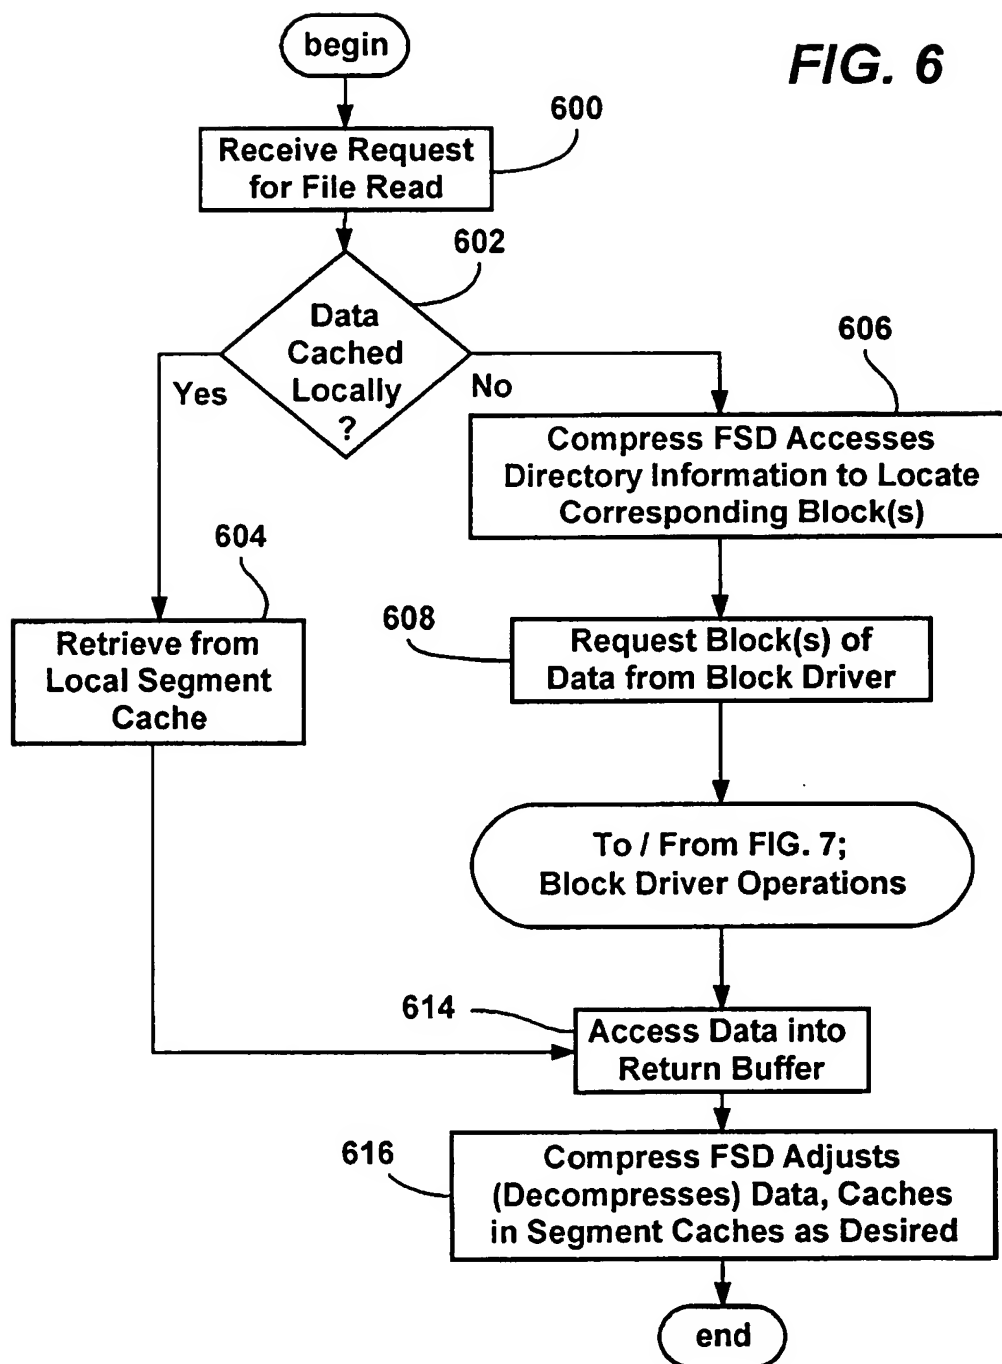 begin
FIG. 6
600
Receive Request
for File Read
602
Data
Cached
Locally
?
Yes
No
606
Compress FSD Accesses
Directory Information to Locate
Corresponding Block(s)
604
Retrieve from
Local Segment
Cache
608
Request Block(s) of
Data from Block Driver
To / From FIG. 7;
Block Driver Operations
614
Access Data into
Return Buffer
616
Compress FSD Adjusts
(Decompresses) Data, Caches
in Segment Caches as Desired
end